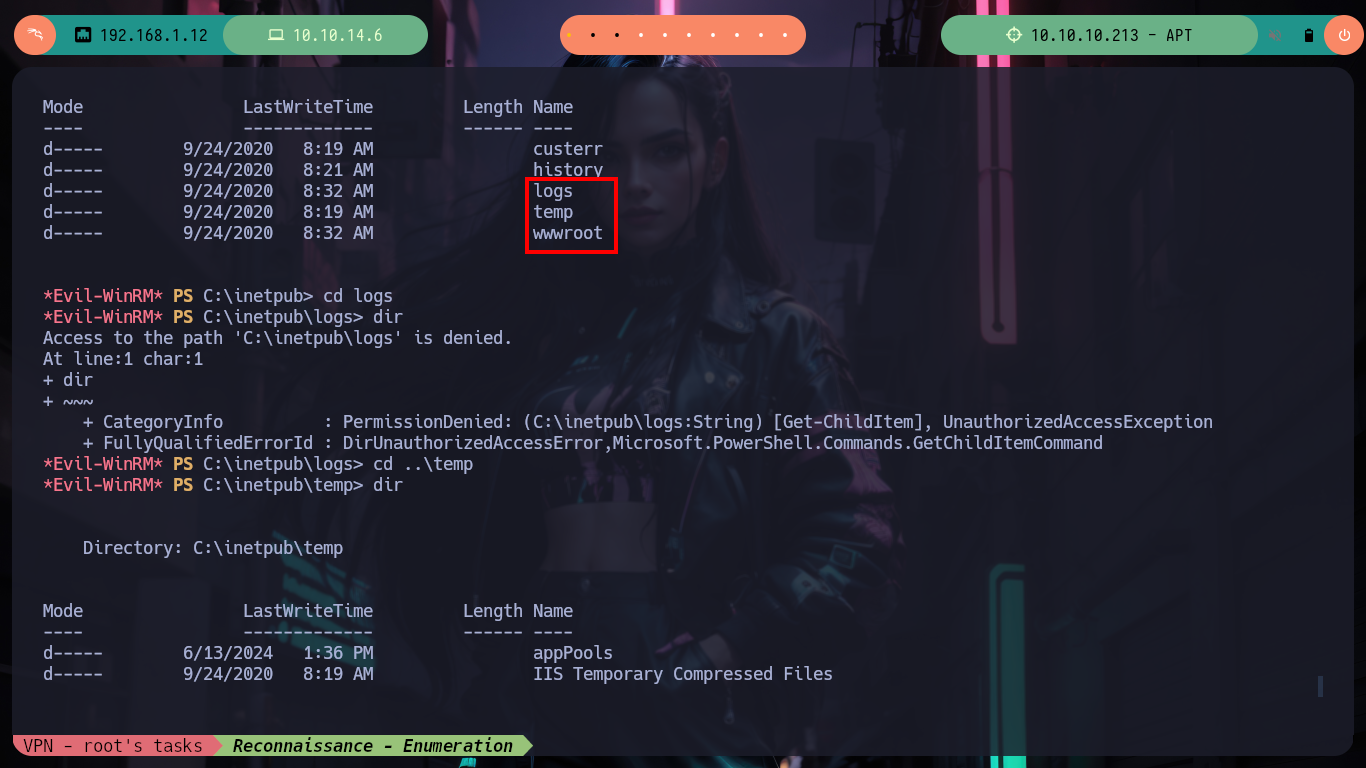 192.168.1.12 10.10.14.6 10.10.10.213 - APT
Mode                LastWriteTime         Length Name
----                -------------         ------ ----
d-----        9/24/2020   8:19 AM                custerr
d-----        9/24/2020   8:21 AM                history
d-----        9/24/2020   8:32 AM                logs
d-----        9/24/2020   8:19 AM                temp
d-----        9/24/2020   8:32 AM                wwwroot
*Evil-WinRM* PS C:\inetpub> cd logs
*Evil-WinRM* PS C:\inetpub\logs> dir
Access to the path 'C:\inetpub\logs' is denied.
At line:1 char:1
+ dir
+ ~~~
    + CategoryInfo          : PermissionDenied: (C:\inetpub\logs:String) [Get-ChildItem], UnauthorizedAccessException
    + FullyQualifiedErrorId : DirUnauthorizedAccessError,Microsoft.PowerShell.Commands.GetChildItemCommand
*Evil-WinRM* PS C:\inetpub\logs> cd ..\temp
*Evil-WinRM* PS C:\inetpub\temp> dir
    Directory: C:\inetpub\temp
Mode                LastWriteTime         Length Name
----                -------------         ------ ----
d-----        6/13/2024   1:36 PM                appPools
d-----        9/24/2020   8:19 AM                IIS Temporary Compressed Files
VPN - root's tasks Reconnaissance - Enumeration